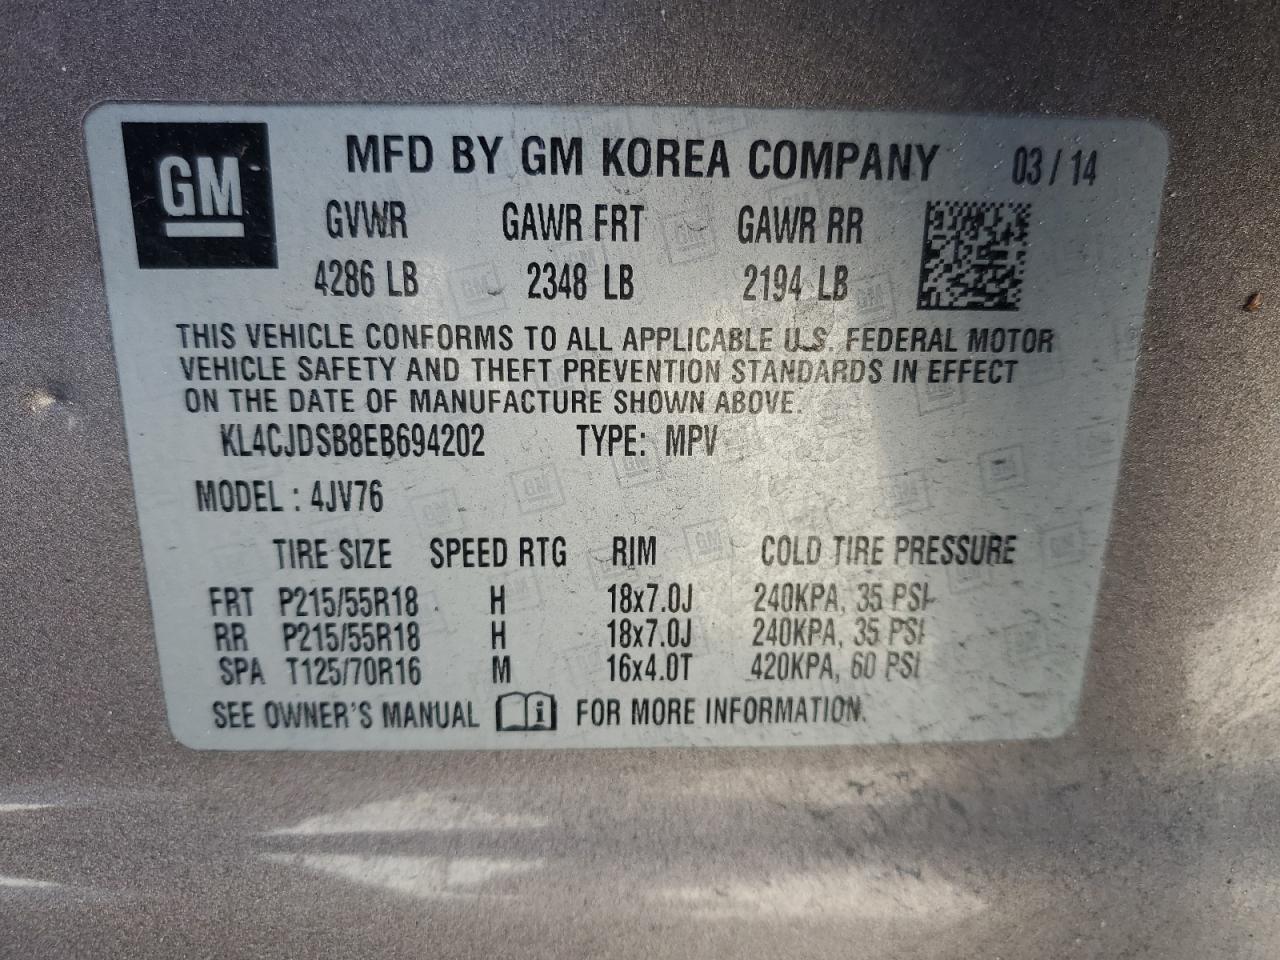 GM
MFD BY GM KOREA COMPANY 03/14
GVWR GAWR FRT GAWR RR
4286 LB 2348 LB 2194 LB
THIS VEHICLE CONFORMS TO ALL APPLICABLE U.S. FEDERAL MOTOR
VEHICLE SAFETY AND THEFT PREVENTION STANDARDS IN EFFECT
ON THE DATE OF MANUFACTURE SHOWN ABOVE.
KL4CJDSB8EB694202 TYPE: MPV
MODEL : 4JV76
TIRE SIZE SPEED RTG RIM COLD TIRE PRESSURE
FRT P215/55R18 H 18x7.0J 240KPA, 35 PSI
RR P215/55R18 H 18x7.0J 240KPA, 35 PSI
SPA T125/70R16 M 16x4.0T 420KPA, 60 PSI
SEE OWNER'S MANUAL i FOR MORE INFORMATION.